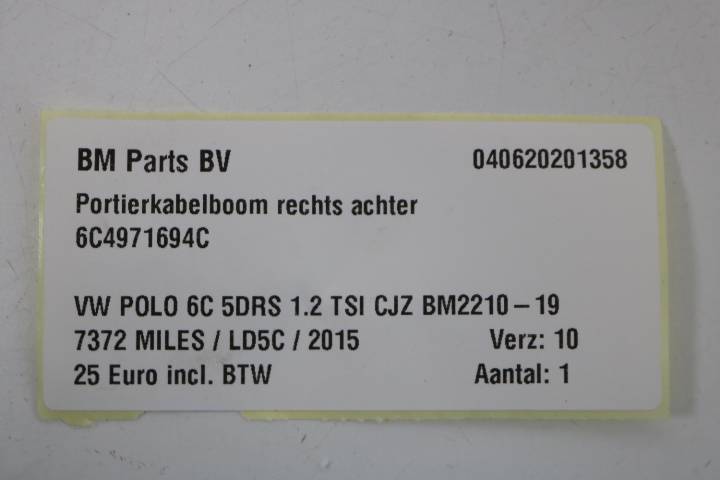 BM Parts BV 040620201358
Portierkabelboom rechts achter
6C4971694C
VW POLO 6C 5DRS 1.2 TSI CJZ BM2210-19
7372 MILES / LD5C / 2015 Verz: 10
25 Euro incl. BTW Aantal: 1